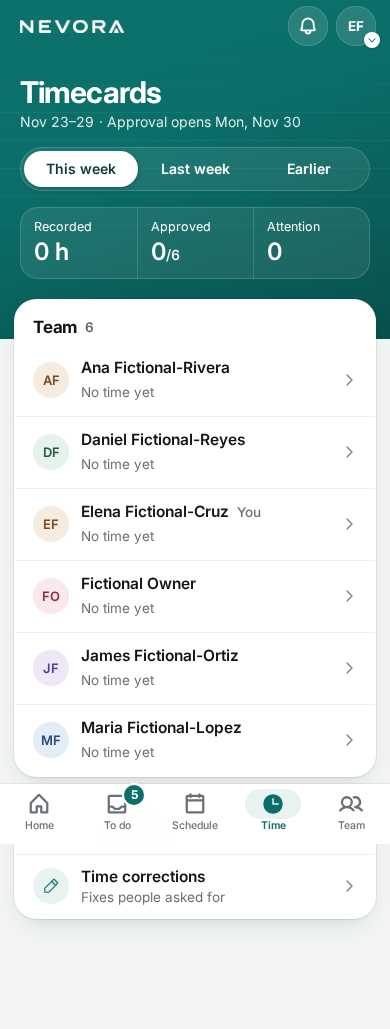 NEVORA
EF
Timecards
Nov 23–29 · Approval opens Mon, Nov 30
This week Last week Earlier
Recorded Approved Attention
0 h 0/6 0
Team 6
AF Ana Fictional-Rivera
No time yet
DF Daniel Fictional-Reyes
No time yet
EF Elena Fictional-Cruz You
No time yet
FO Fictional Owner
No time yet
JF James Fictional-Ortiz
No time yet
MF Maria Fictional-Lopez
No time yet
5
Home To do Schedule Time Team
Time corrections
Fixes people asked for